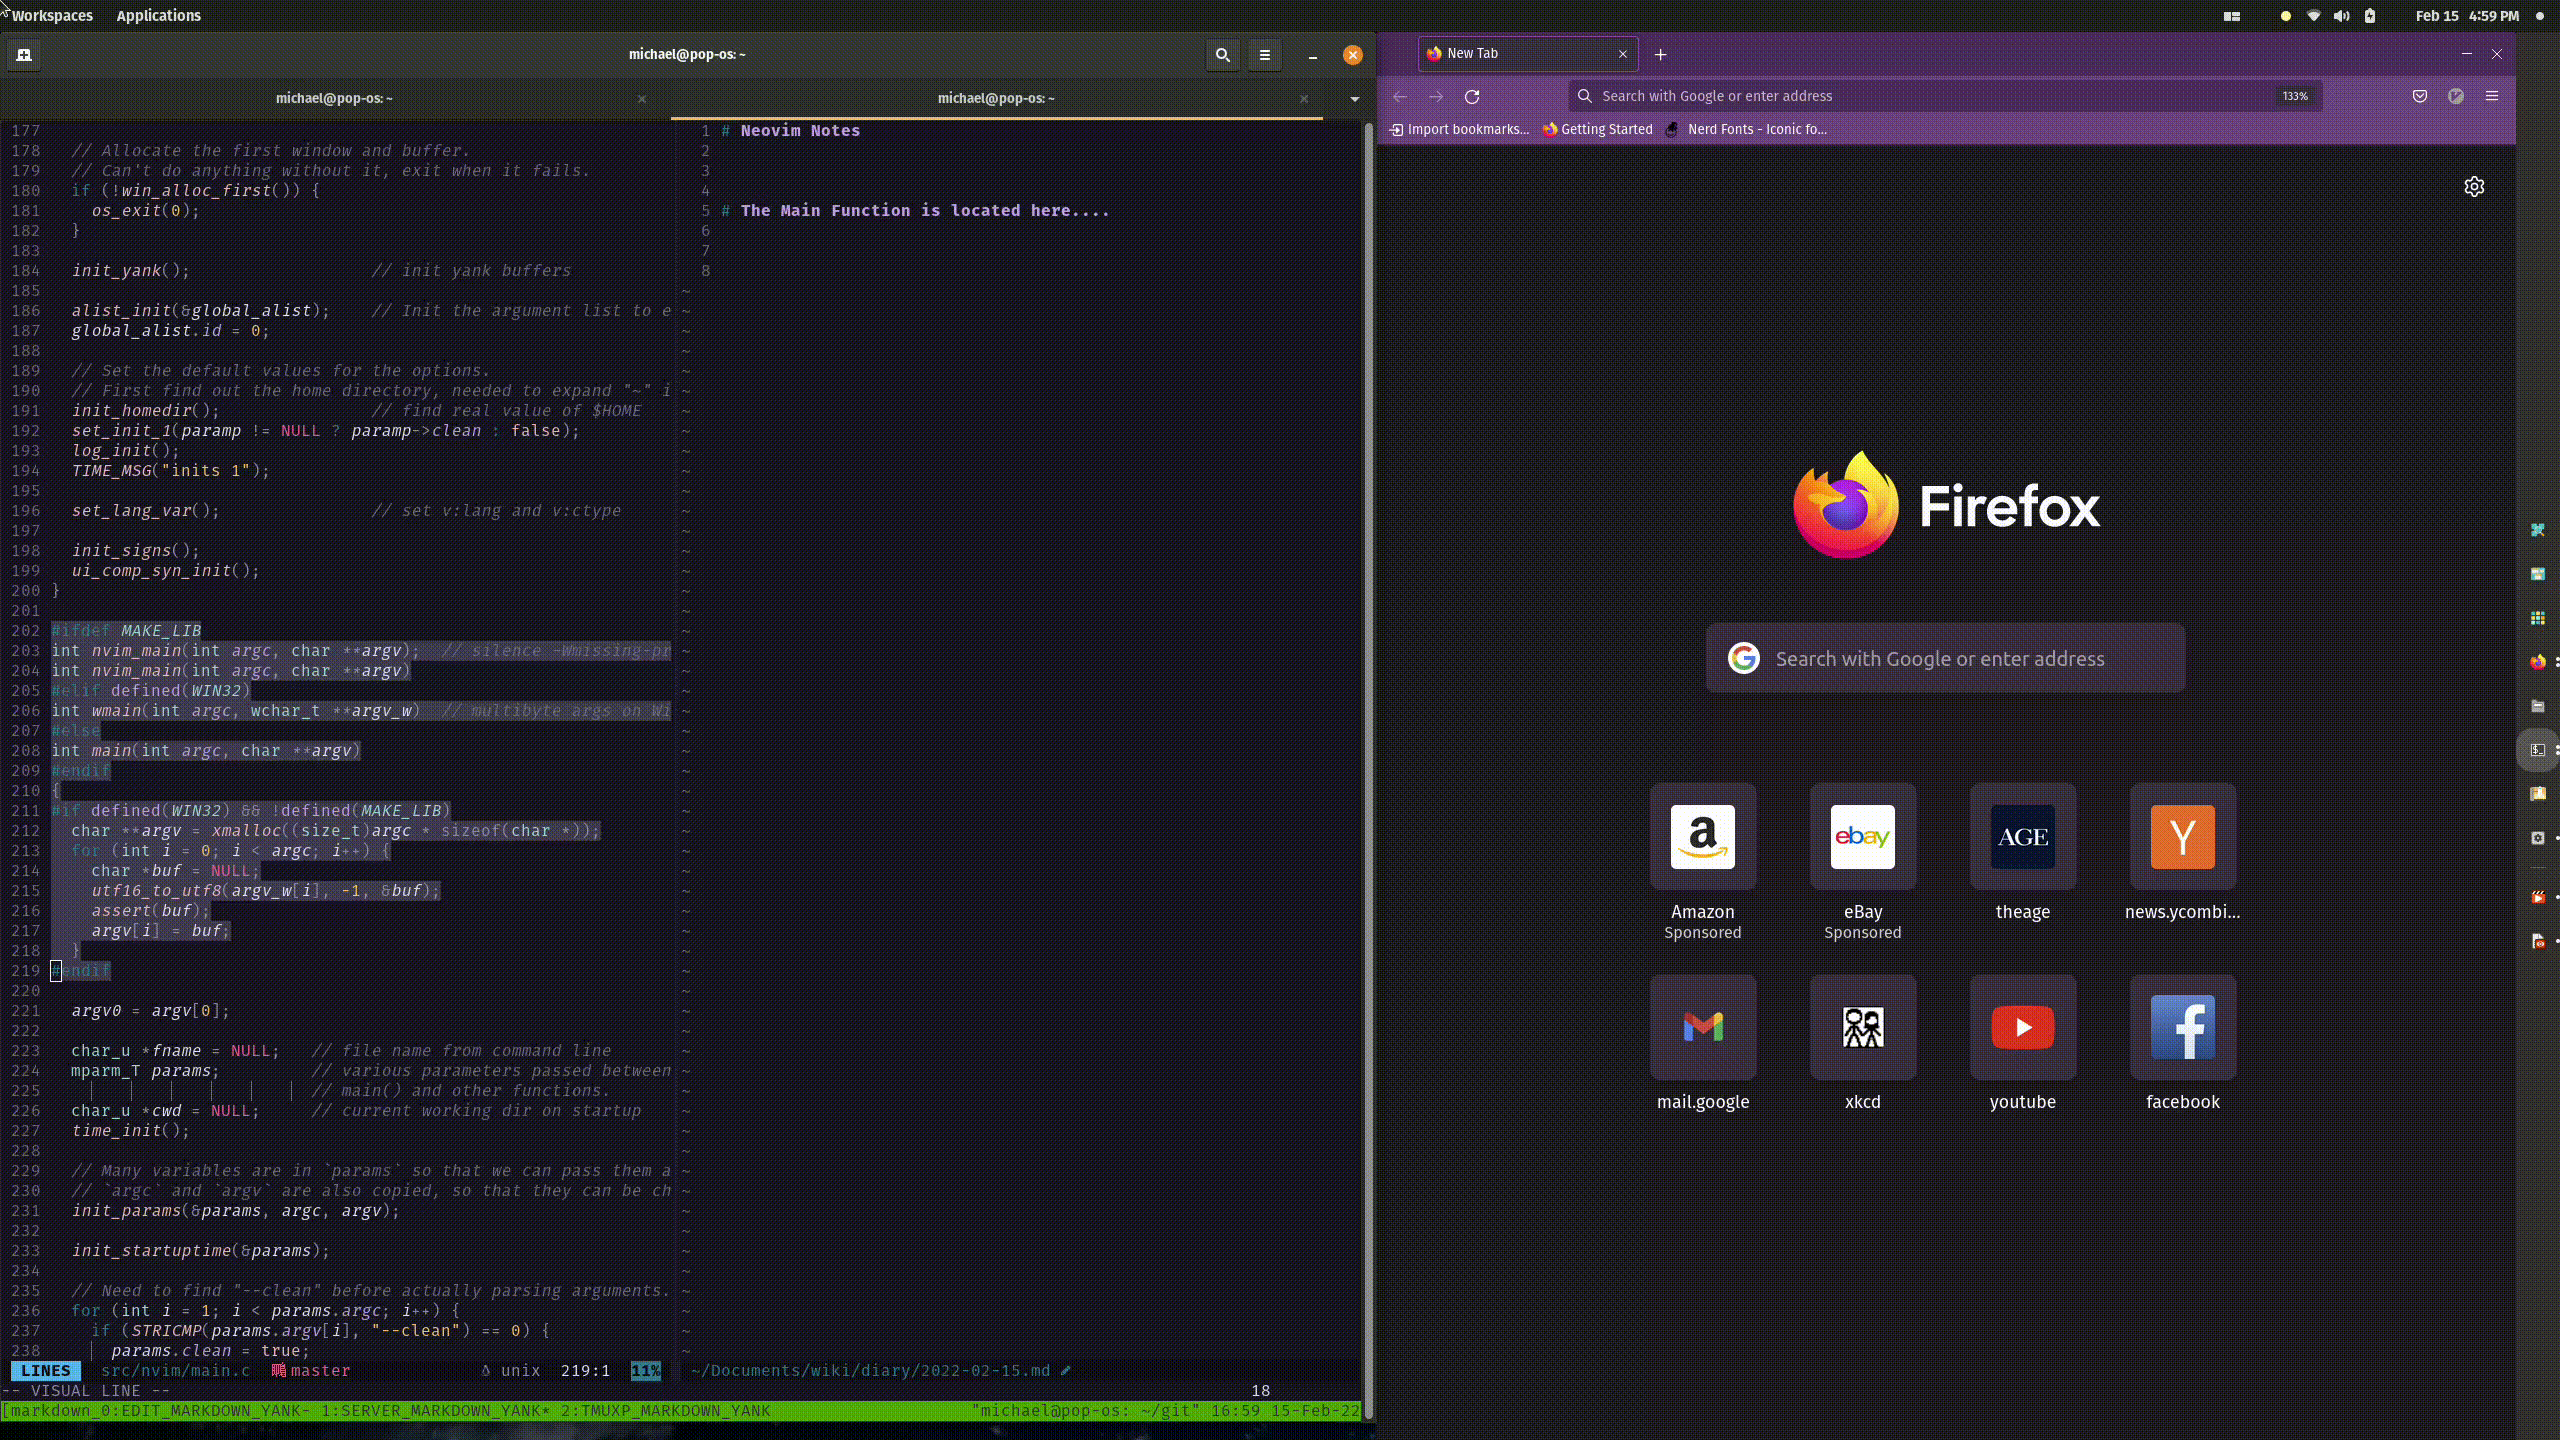 Workspaces Applications
Feb 15 4:59 PM
michael@pop-os: ~
michael@pop-os: ~
michael@pop-os: ~
177
178 // Allocate the first window and buffer.
179 // Can't do anything without it, exit when it fails.
180 if (!win_alloc_first()) {
181 os_exit(0);
182 }
183
184 init_yank(); // init yank buffers
185
186 alist_init(&global_alist); // Init the argument list to e
187 global_alist.id = 0;
188
189 // Set the default values for the options.
190 // First find out the home directory, needed to expand "~" i
191 init_homedir(); // find real value of $HOME
192 set_init_1(paramp != NULL ? paramp->clean : false);
193 log_init();
194 TIME_MSG("inits 1");
195
196 set_lang_var(); // set v:lang and v:ctype
197
198 init_signs();
199 ui_comp_syn_init();
200 }
201
202 #ifdef MAKE_LIB
203 int nvim_main(int argc, char **argv); // silence -Wmissing-pr
204 int nvim_main(int argc, char **argv)
205 #elif defined(WIN32)
206 int wmain(int argc, wchar_t **argv_w) // multibyte args on Wi
207 #else
208 int main(int argc, char **argv)
209 #endif
210 {
211 #if defined(WIN32) && !defined(MAKE_LIB)
212 char **argv = xmalloc((size_t)argc * sizeof(char *));
213 for (int i = 0; i < argc; i++) {
214 char *buf = NULL;
215 utf16_to_utf8(argv_w[i], -1, &buf);
216 assert(buf);
217 argv[i] = buf;
218 }
219 #endif
220
221 argv0 = argv[0];
222
223 char_u *fname = NULL; // file name from command line
224 mparm_T params; // various parameters passed between
225 // main() and other functions.
226 char_u *cwd = NULL; // current working dir on startup
227 time_init();
228
229 // Many variables are in `params` so that we can pass them a
230 // `argc` and `argv` are also copied, so that they can be ch
231 init_params(&params, argc, argv);
232
233 init_startuptime(&params);
234
235 // Need to find "--clean" before actually parsing arguments.
236 for (int i = 1; i < params.argc; i++) {
237 if (STRICMP(params.argv[i], "--clean") == 0) {
238 params.clean = true;
LINES src/nvim/main.c master unix 219:1 11%
-- VISUAL LINE -- 18
[markdown_0:EDIT_MARKDOWN_YANK- 1:SERVER_MARKDOWN_YANK* 2:TMUXP_MARKDOWN_YANK "michael@pop-os: ~/git" 16:59 15-Feb-22
1 # Neovim Notes
2
3
4
5 # The Main Function is located here....
6
7
8
~/Documents/wiki/diary/2022-02-15.md
New Tab
Search with Google or enter address 133%
Import bookmarks... Getting Started Nerd Fonts - Iconic fo...
Firefox
Search with Google or enter address
a ebay AGE Y
Amazon eBay theage news.ycombi...
Sponsored Sponsored
mail.google xkcd youtube facebook